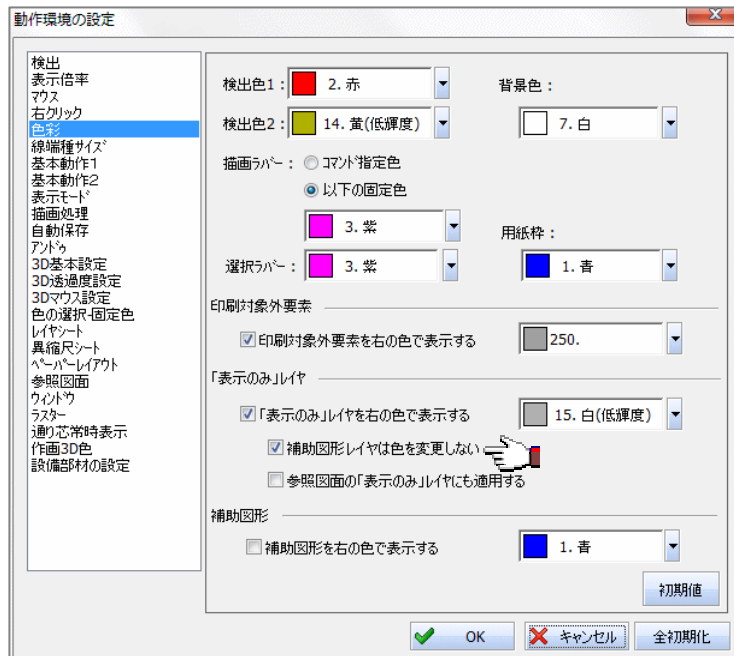 動作環境の設定
検出
表示倍率
マウス
右クリック
色彩
線端種サイズ
基本動作1
基本動作2
表示モード
描画処理
自動保存
アンドゥ
3D基本設定
3D透過度設定
3Dマウス設定
色の選択-固定色
レイヤシート
異縮尺シート
ペーパーレイアウト
参照図面
ウィンドウ
ラスター
通り芯常時表示
作画3D色
設備部材の設定
検出色1: 2. 赤
背景色:
検出色2: 14. 黄(低輝度)
7. 白
描画ラバー: コマンド指定色
以下の固定色
3. 紫
用紙枠:
選択ラバー: 3. 紫
1. 青
印刷対象外要素
印刷対象外要素を右の色で表示する
250.
「表示のみ」レイヤ
「表示のみ」レイヤを右の色で表示する
15. 白(低輝度)
補助図形レイヤは色を変更しない
参照図面の「表示のみ」レイヤにも適用する
補助図形
補助図形を右の色で表示する
1. 青
初期値
OK
キャンセル
全初期化